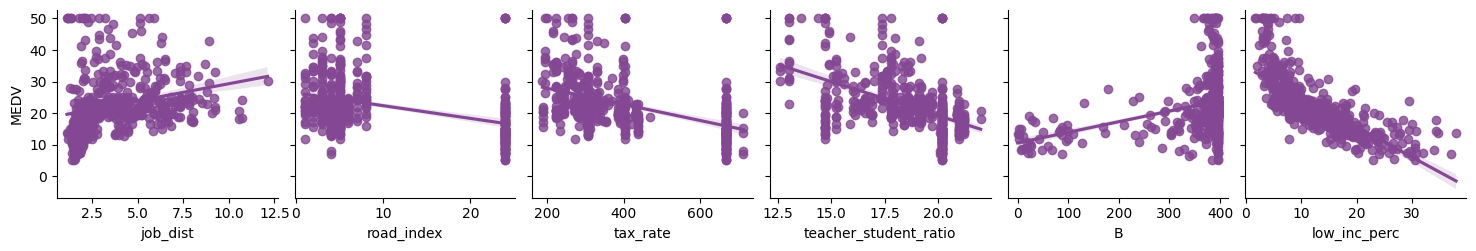 MEDV
50
40
30
20
10
0
2.5 5.0 7.5 10.0 12.5
job_dist
0 10 20
road_index
200 400 600
tax_rate
12.5 15.0 17.5 20.0
teacher_student_ratio
0 100 200 300 400
B
0 10 20 30
low_inc_perc